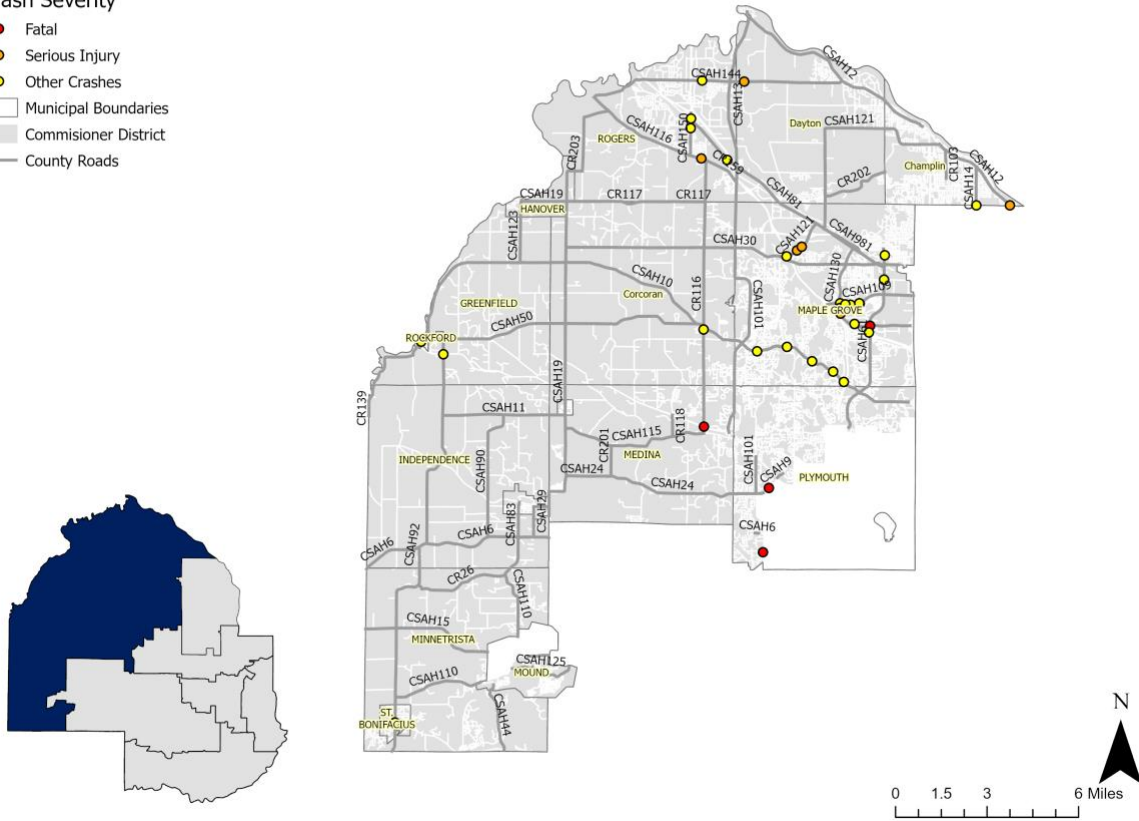 ash Severity
Fatal
Serious Injury
Other Crashes
Municipal Boundaries
Commisioner District
County Roads
CSAH12
CSAH144
CSAH13
CSAH150
CSAH116
ROGERS
Dayton
CSAH121
CR203
CR159
Champlin
CR103
CSAH12
CSAH14
CR202
CSAH81
CSAH19
CR117
CR117
HANOVER
CSAH123
CSAH30
CSAH121
CSAH981
CSAH130
CSAH10
CR116
CSAH109
GREENFIELD
Corcoran
CSAH101
MAPLE GROVE
CSAH50
ROCKFORD
CSAH19
CR139
CSAH11
CR118
CSAH115
CR201
MEDINA
INDEPENDENCE
CSAH90
CSAH24
CSAH24
CSAH101
CSAH9
PLYMOUTH
CSAH83
CSAH29
CSAH6
CSAH92
CSAH6
CSAH6
CR26
CSAH110
CSAH15
MINNETRISTA
CSAH125
MOUND
CSAH110
ST.
BONIFACIUS
CSAH44
N
0 1.5 3 6 Miles